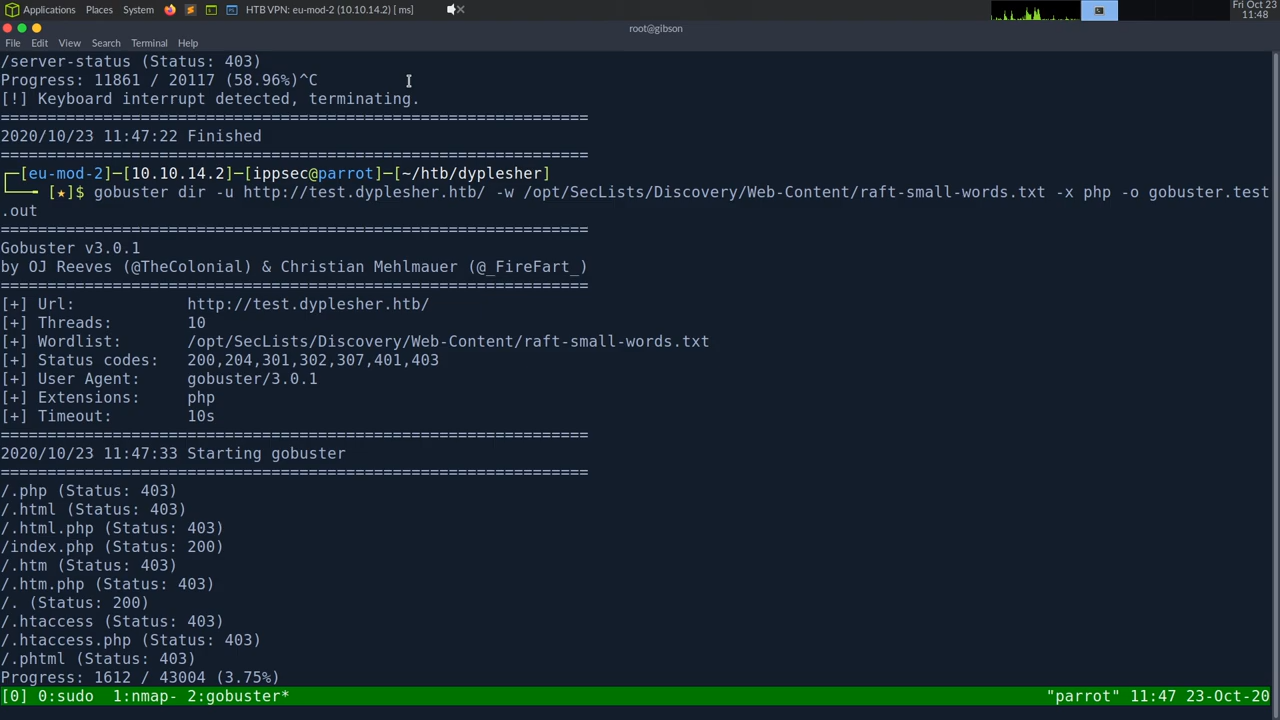 Applications Places System HTB VPN: eu-mod-2 (10.10.14.2) [ ms] Fri Oct 23
11:48
root@gibson
File Edit View Search Terminal Help
/server-status (Status: 403)
Progress: 11861 / 20117 (58.96%)^C
[!] Keyboard interrupt detected, terminating.
===============================================================
2020/10/23 11:47:22 Finished
===============================================================
┌─[eu-mod-2]─[10.10.14.2]─[ippsec@parrot]─[~/htb/dyplesher]
└──╼ [★]$ gobuster dir -u http://test.dyplesher.htb/ -w /opt/SecLists/Discovery/Web-Content/raft-small-words.txt -x php -o gobuster.test
.out
===============================================================
Gobuster v3.0.1
by OJ Reeves (@TheColonial) & Christian Mehlmauer (@_FireFart_)
===============================================================
[+] Url:            http://test.dyplesher.htb/
[+] Threads:        10
[+] Wordlist:       /opt/SecLists/Discovery/Web-Content/raft-small-words.txt
[+] Status codes:   200,204,301,302,307,401,403
[+] User Agent:     gobuster/3.0.1
[+] Extensions:     php
[+] Timeout:        10s
===============================================================
2020/10/23 11:47:33 Starting gobuster
===============================================================
/.php (Status: 403)
/.html (Status: 403)
/.html.php (Status: 403)
/index.php (Status: 200)
/.htm (Status: 403)
/.htm.php (Status: 403)
/. (Status: 200)
/.htaccess (Status: 403)
/.htaccess.php (Status: 403)
/.phtml (Status: 403)
Progress: 1612 / 43004 (3.75%)
[0] 0:sudo  1:nmap- 2:gobuster* "parrot" 11:47 23-Oct-20